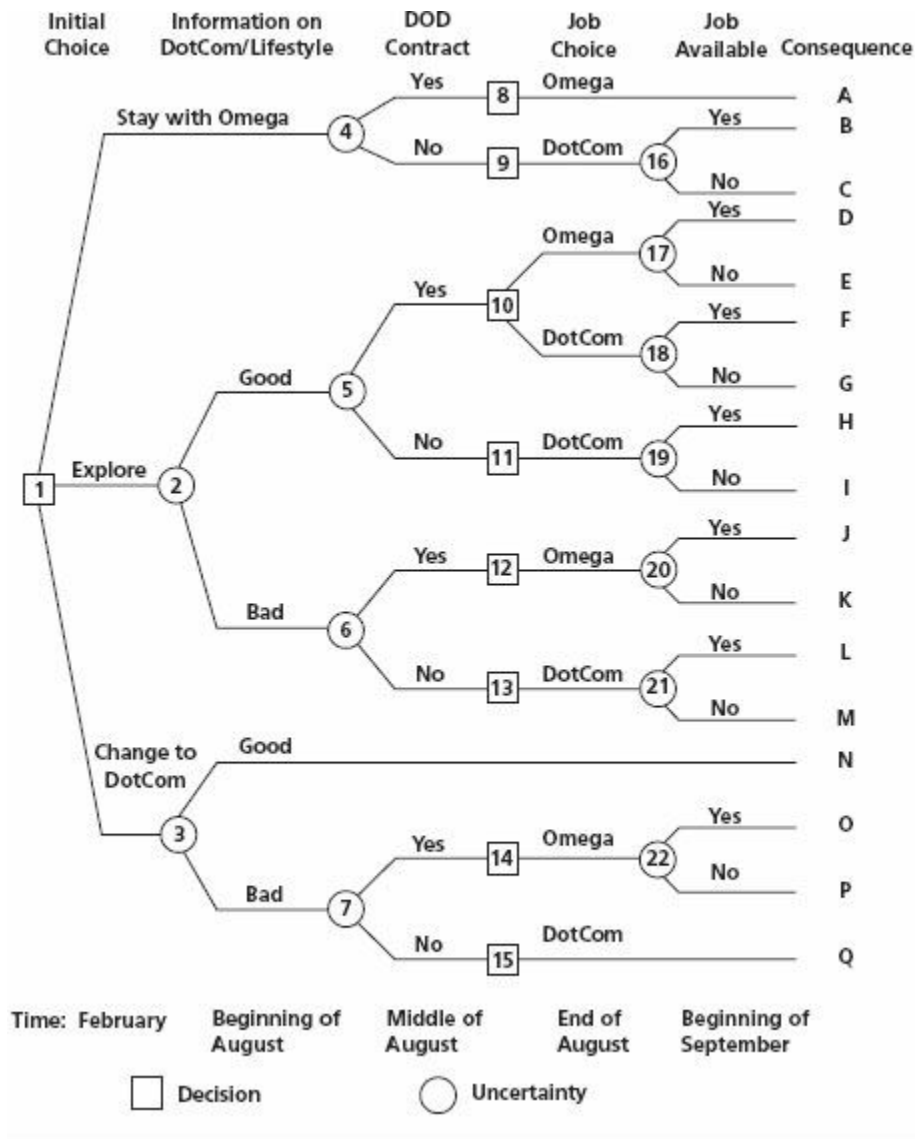 Initial Choice
Information on DotCom/Lifestyle
DOD Contract
Job Choice
Job Available
Consequence
Yes
8
Omega
A
Stay with Omega
4
Yes
B
No
9
DotCom
16
No
C
Yes
D
Omega
17
No
E
Yes
10
Yes
F
DotCom
18
No
G
Good
5
Yes
H
No
11
DotCom
19
No
I
1
Explore
2
Yes
J
Yes
12
Omega
20
No
K
Bad
6
Yes
L
No
13
DotCom
21
No
M
Change to
DotCom
Good
N
3
Yes
O
Yes
14
Omega
22
No
P
Bad
7
No
15
DotCom
Q
Time: February
Beginning of
August
Middle of
August
End of
August
Beginning of
September
Decision
Uncertainty